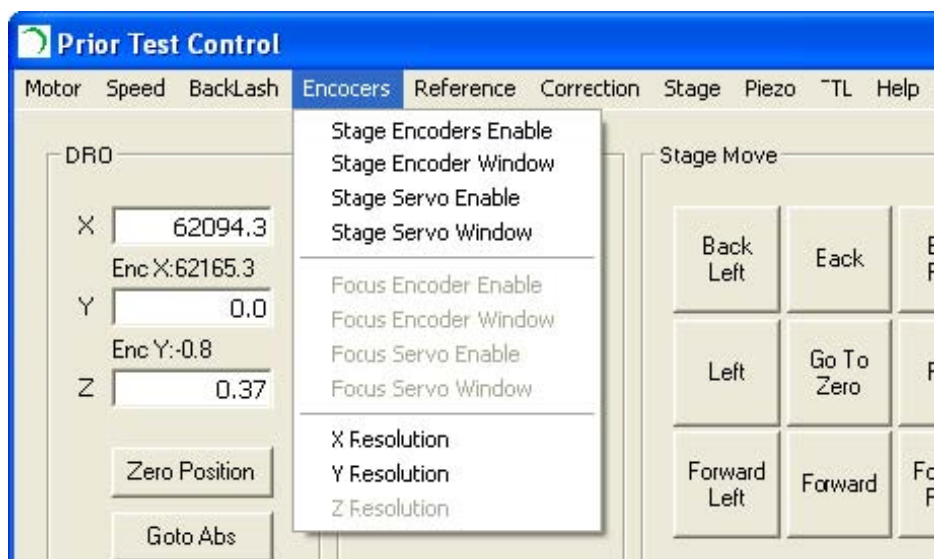 Prior Test Control
Motor Speed BackLash Encocers Reference Correction Stage Piezo TTL Help
DRO
X 62094.3
Enc X:62165.3
Y 0.0
Enc Y:-0.8
Z 0.37
Zero Position
Goto Abs
Stage Encoders Enable
Stage Encoder Window
Stage Servo Enable
Stage Servo Window
Focus Encoder Enable
Focus Encoder Window
Focus Servo Enable
Focus Servo Window
X Resolution
Y Resolution
Z Resolution
Stage Move
Back Left
Eack
Left
Go To Zero
Forward Left
Forward